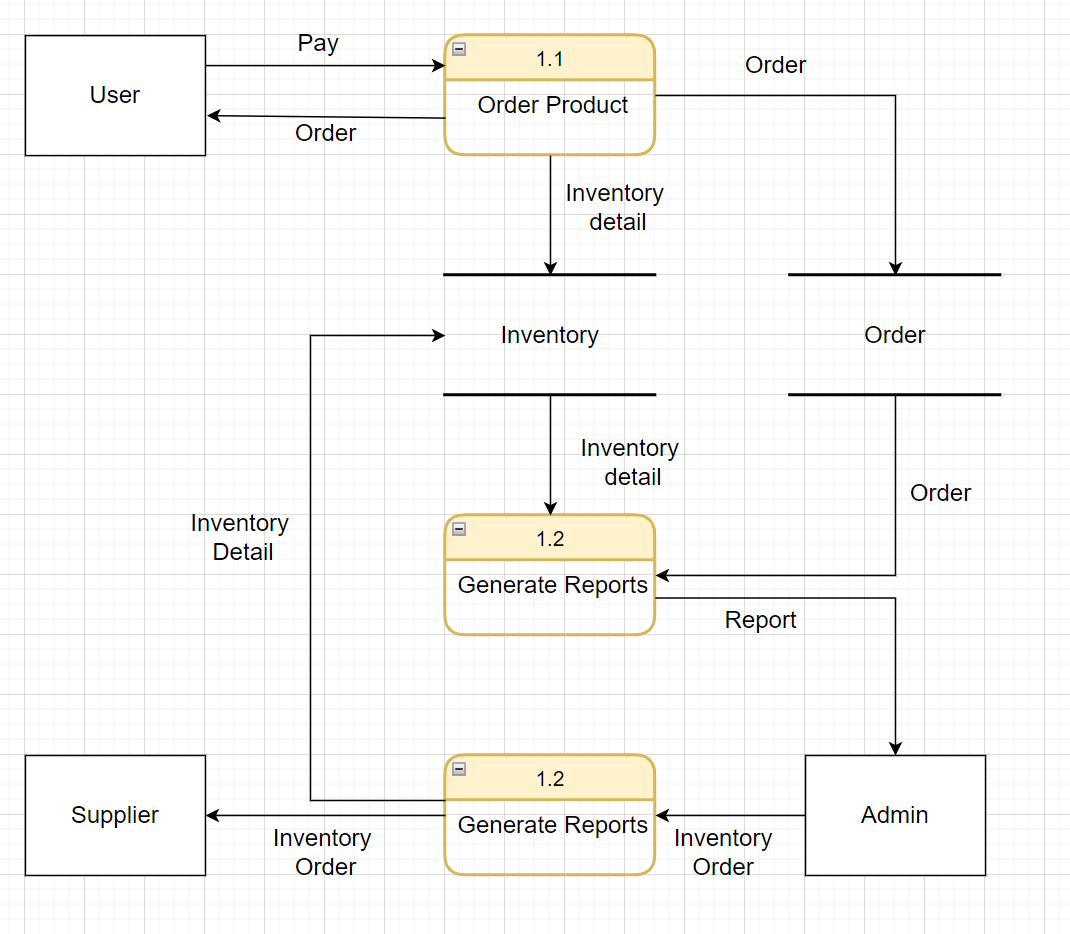 Pay
1.1
Order
User
Order Product
Order
Inventory
detail
Inventory
Order
Inventory
detail
Order
Inventory
Detail
1.2
Generate Reports
Report
1.2
Supplier
Generate Reports
Admin
Inventory
Order
Inventory
Order